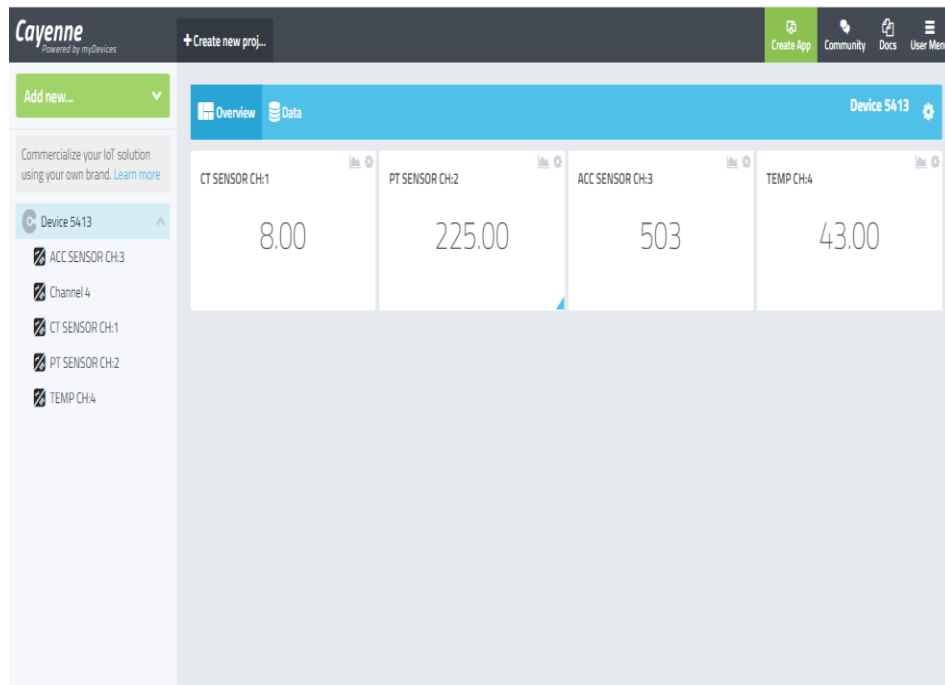 Cayenne
Powered by myDevices
+ Create new proj...
Create App
Community
Docs
User Men
Add new...
Commercialize your IoT solution
using your own brand. Learn more
Device 5413
ACC SENSOR CH:3
Channel 4
CT SENSOR CH:1
PT SENSOR CH:2
TEMP CH:4
Overview
Data
Device 5413
CT SENSOR CH:1
8.00
PT SENSOR CH:2
225.00
ACC SENSOR CH:3
503
TEMP CH:4
43.00